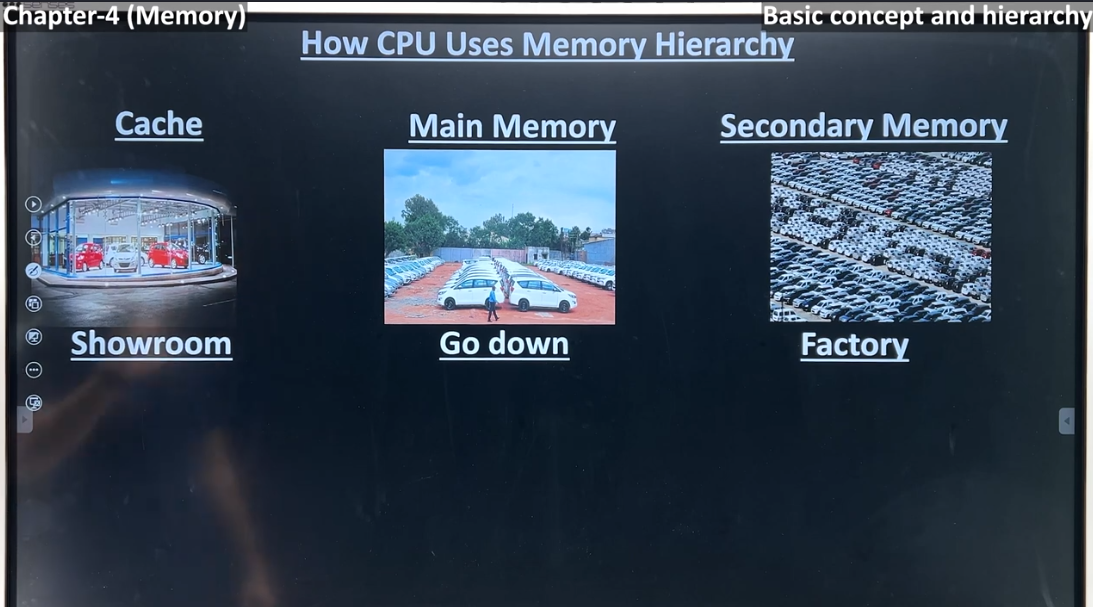 Chapter-4 (Memory)
Basic concept and hierarchy
How CPU Uses Memory Hierarchy
Cache
Main Memory
Secondary Memory
Showroom
Go down
Factory